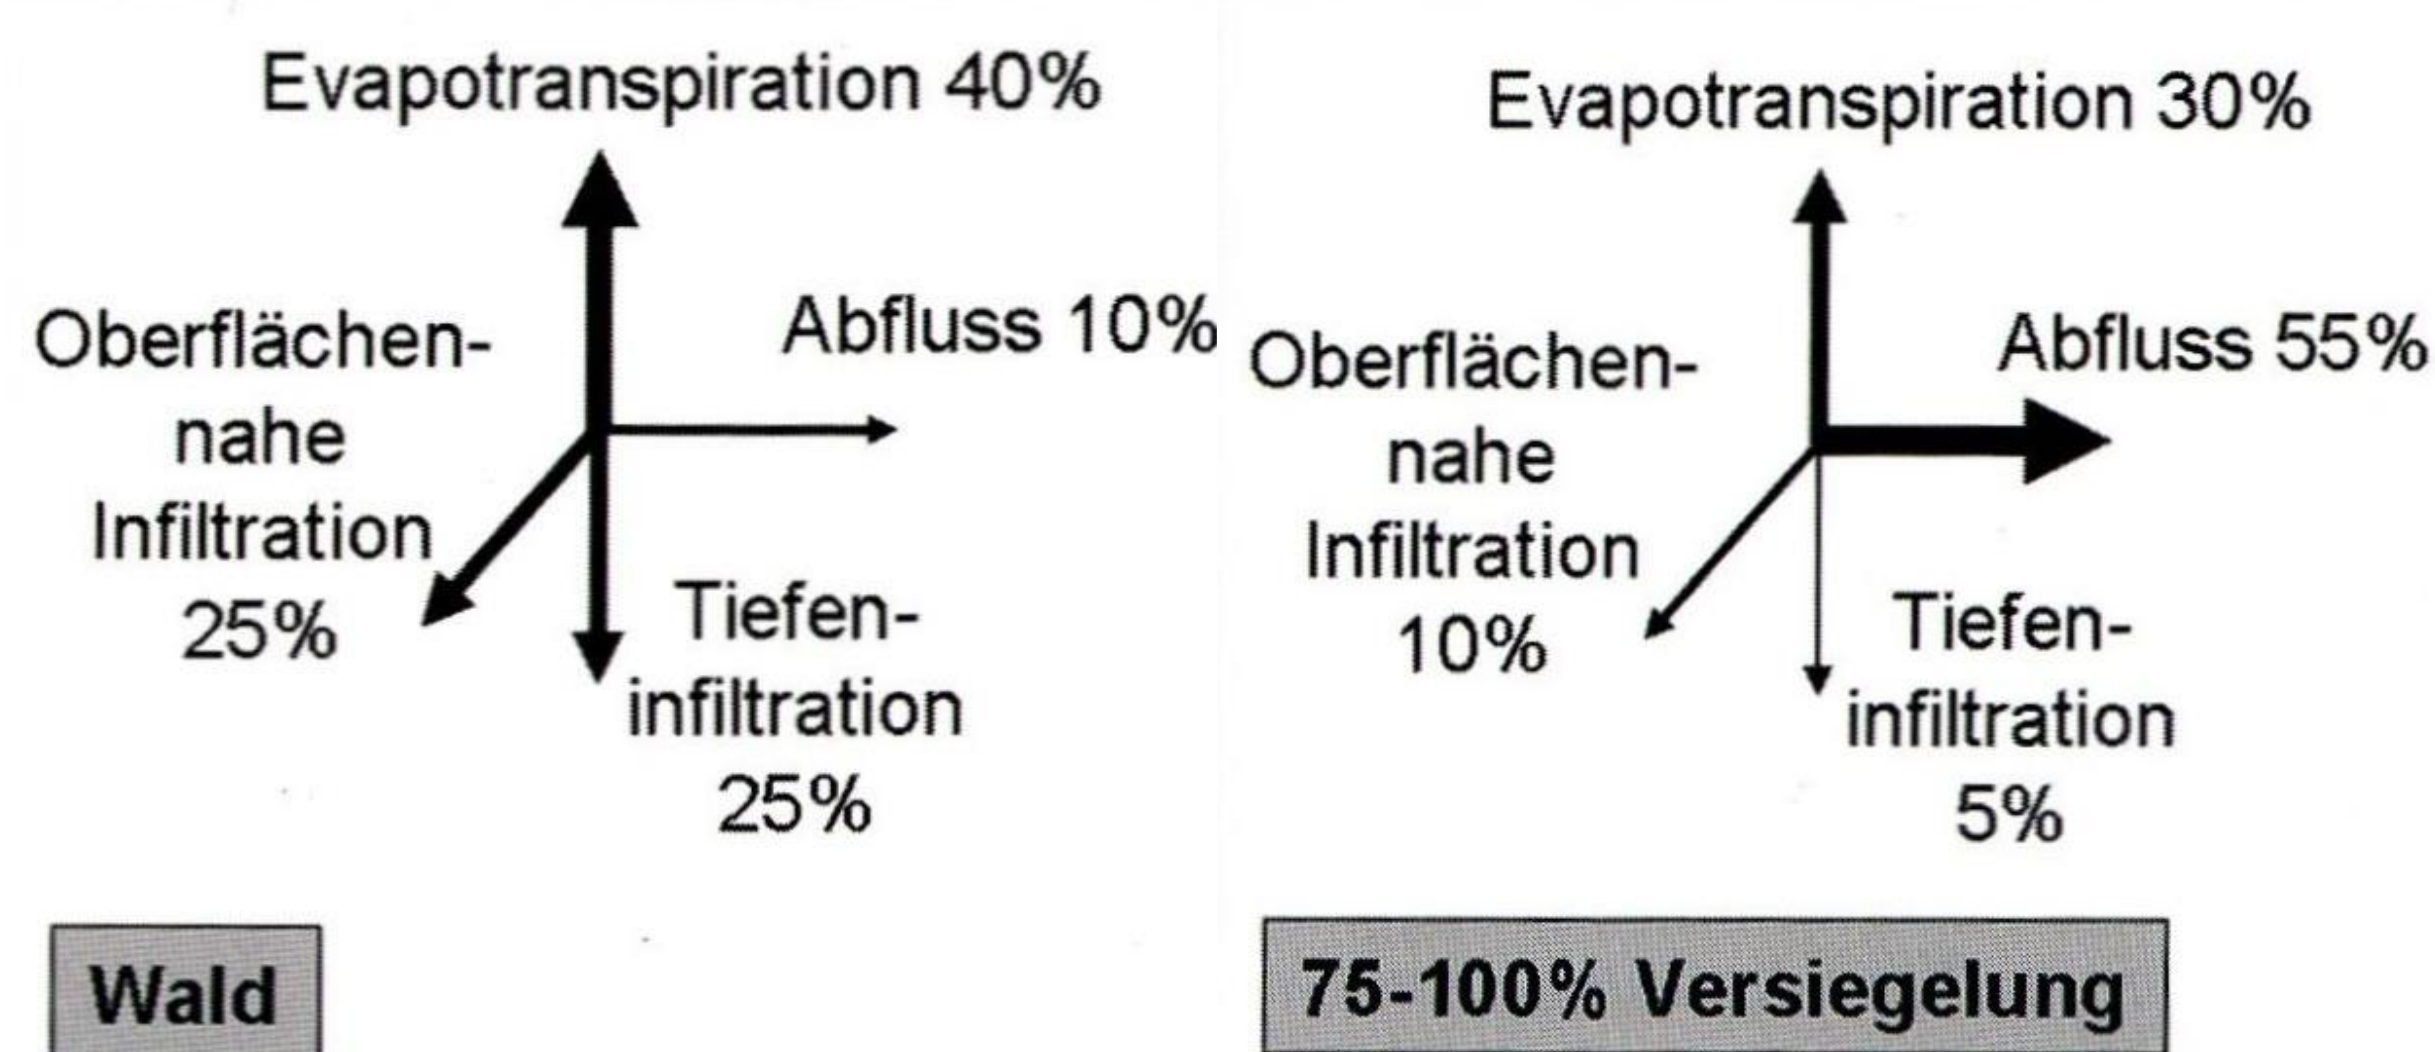 Evapotranspiration 40%
Abfluss 10%
Oberflächen-
nahe
Infiltration
25%
Tiefen-
infiltration
25%
Wald
Evapotranspiration 30%
Abfluss 55%
Oberflächen-
nahe
Infiltration
10%
Tiefen-
infiltration
5%
75-100% Versiegelung